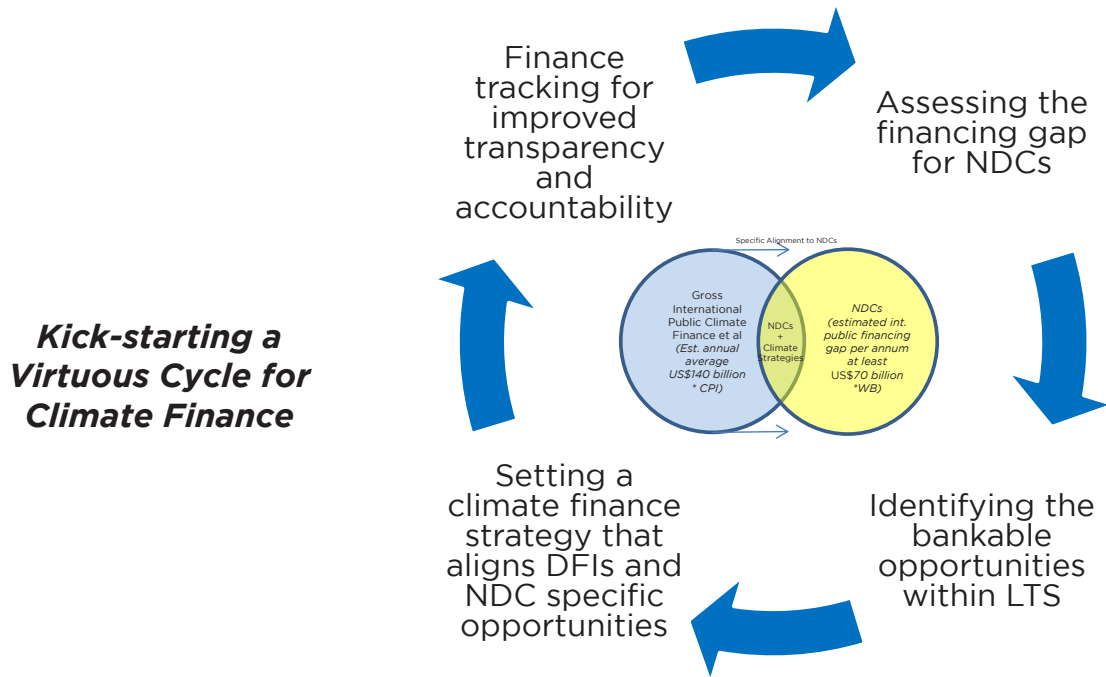 Kick-starting a
Virtuous Cycle for
Climate Finance
Finance
tracking for
improved
transparency
and
accountability
Assessing the
financing gap
for NDCs
Specific Alignment to NDCs
Gross
International
Public Climate
Finance et al
(Est. annual
average
US$140 billion
* CPI)
NDCs
+
Climate
Strategies
NDCs
(estimated int.
public financing
gap per annum
at least
US$70 billion
*WB)
Identifying the
bankable
opportunities
within LTS
Setting a
climate finance
strategy that
aligns DFIs and
NDC specific
opportunities